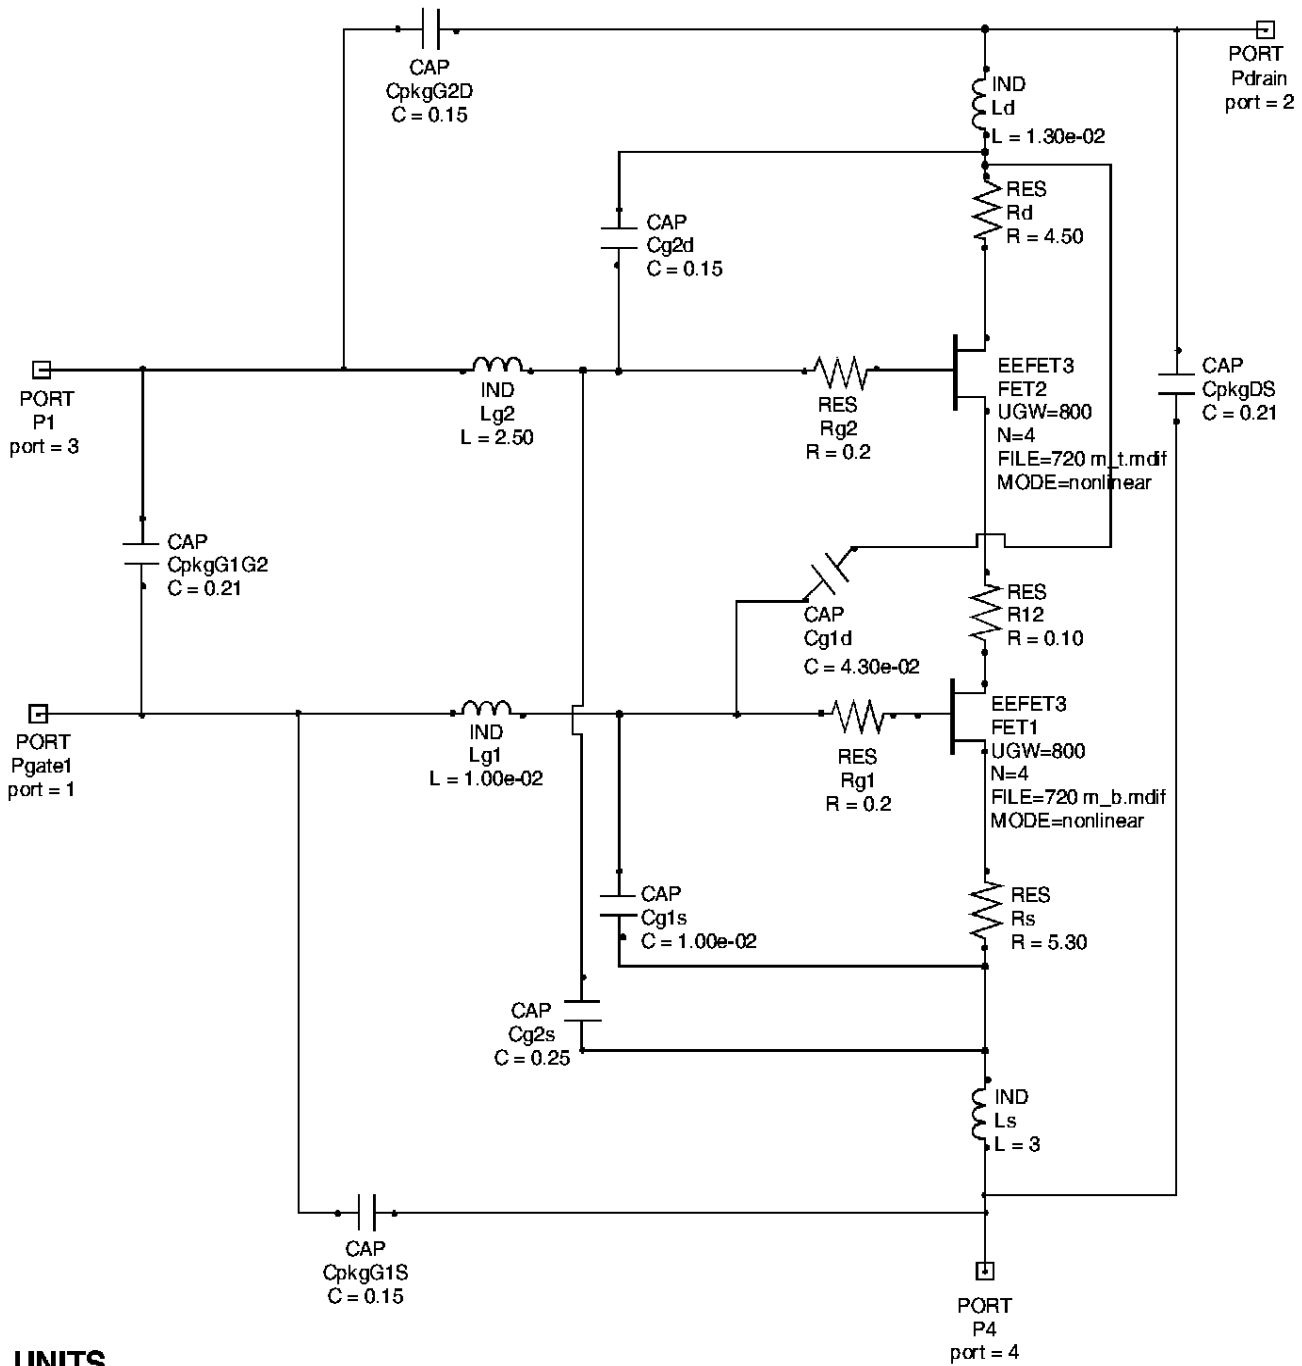 CAP
CpkgG2D
C = 0.15
PORT
Pdrain
port = 2
IND
Ld
L = 1.30e-02
RES
Rd
R = 4.50
CAP
Cg2d
C = 0.15
PORT
P1
port = 3
IND
Lg2
L = 2.50
RES
Rg2
R = 0.2
EEFET3
FET2
UGW=800
N=4
FILE=720 m_t.mdif
MODE=nonlinear
CAP
CpkgDS
C = 0.21
CAP
CpkgG1G2
C = 0.21
CAP
Cg1d
C = 4.30e-02
RES
R12
R = 0.10
PORT
Pgate1
port = 1
IND
Lg1
L = 1.00e-02
RES
Rg1
R = 0.2
EEFET3
FET1
UGW=800
N=4
FILE=720 m_b.mdif
MODE=nonlinear
CAP
Cg1s
C = 1.00e-02
RES
Rs
R = 5.30
CAP
Cg2s
C = 0.25
IND
Ls
L = 3
CAP
CpkgG1S
C = 0.15
PORT
P4
port = 4
UNITS